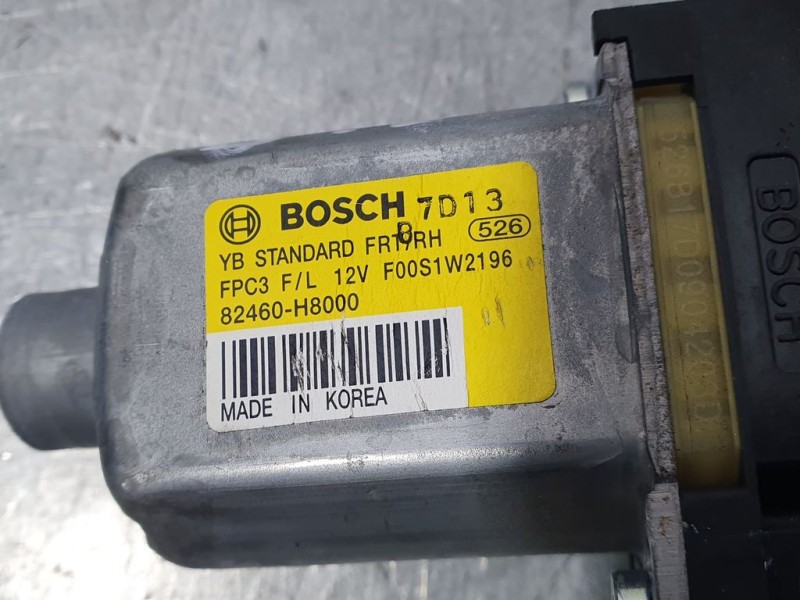 BOSCH 7D13
B
YB STANDARD FRT/RH 526
FPC3 F/L 12V F00S1W2196
82460-H8000
MADE IN KOREA
BOSCH